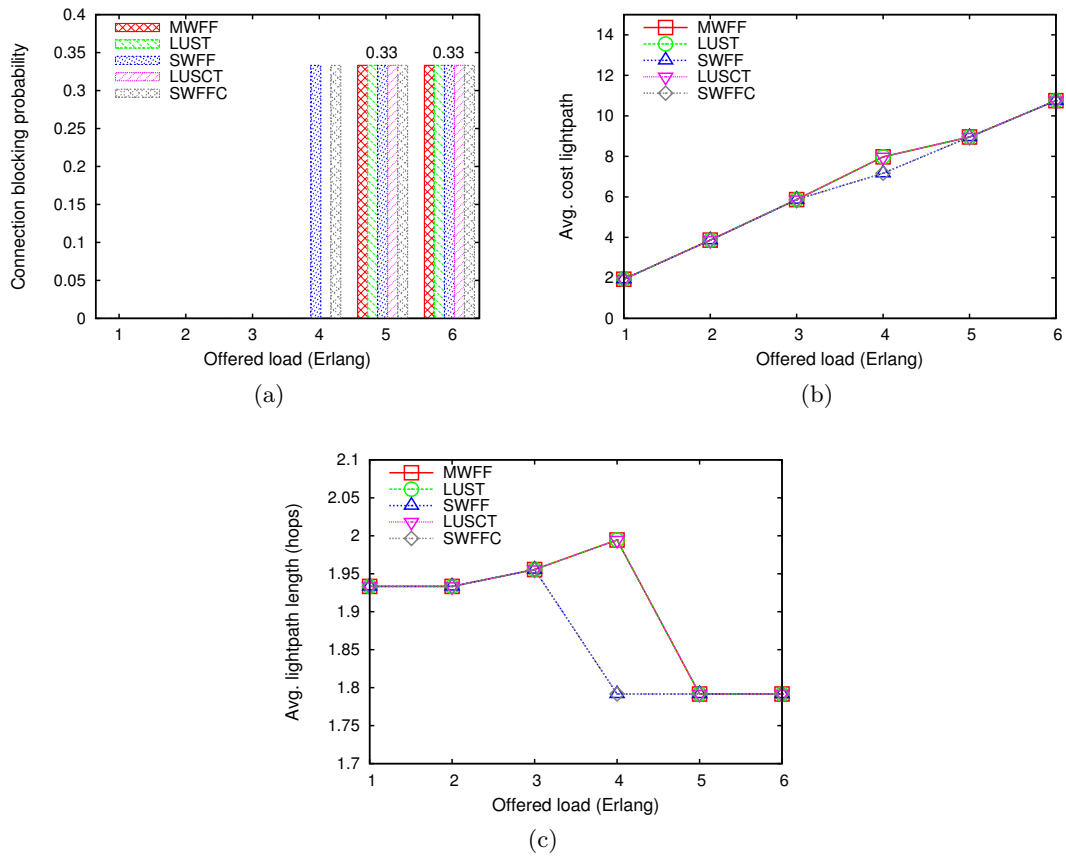 Connection blocking probability
0.4
0.35
0.3
0.25
0.2
0.15
0.1
0.05
0
MWFF
LUST
SWFF
LUSCT
SWFFC
0.33 0.33
1 2 3 4 5 6
Offered load (Erlang)
(a)
Avg. cost lightpath
14
12
10
8
6
4
2
0
MWFF
LUST
SWFF
LUSCT
SWFFC
1 2 3 4 5 6
Offered load (Erlang)
(b)
Avg. lightpath length (hops)
2.1
2.05
2
1.95
1.9
1.85
1.8
1.75
1.7
MWFF
LUST
SWFF
LUSCT
SWFFC
1 2 3 4 5 6
Offered load (Erlang)
(c)